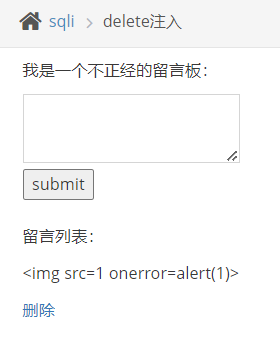 sqli > delete注入
我是一个不正经的留言板：
submit
留言列表：
<img src=1 onerror=alert(1)>
删除